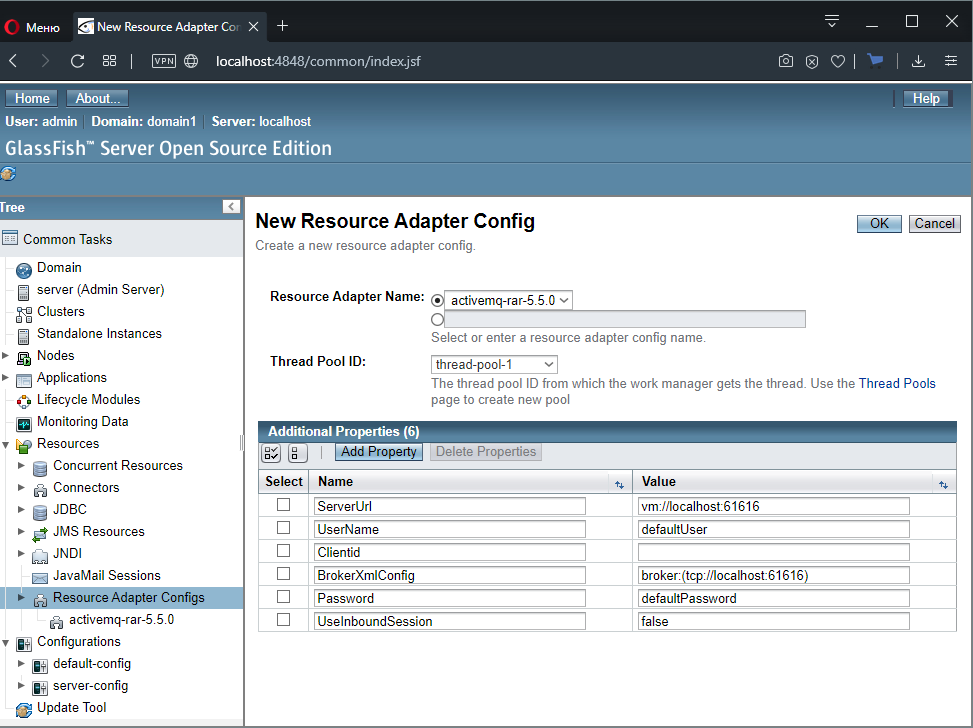 Меню
New Resource Adapter Con
VPN
localhost:4848/common/index.jsf
Home
About...
Help
User: admin Domain: domain1 Server: localhost
GlassFish™ Server Open Source Edition
Tree
Common Tasks
Domain
server (Admin Server)
Clusters
Standalone Instances
Nodes
Applications
Lifecycle Modules
Monitoring Data
Resources
Concurrent Resources
Connectors
JDBC
JMS Resources
JNDI
JavaMail Sessions
Resource Adapter Configs
activemq-rar-5.5.0
Configurations
default-config
server-config
Update Tool
New Resource Adapter Config
OK Cancel
Create a new resource adapter config.
Resource Adapter Name: activemq-rar-5.5.0
Select or enter a resource adapter config name.
Thread Pool ID: thread-pool-1
The thread pool ID from which the work manager gets the thread. Use the Thread Pools
page to create new pool
Additional Properties (6)
Add Property Delete Properties
Select Name Value
ServerUrl vm://localhost:61616
UserName defaultUser
Clientid
BrokerXmlConfig broker:(tcp://localhost:61616)
Password defaultPassword
UseInboundSession false